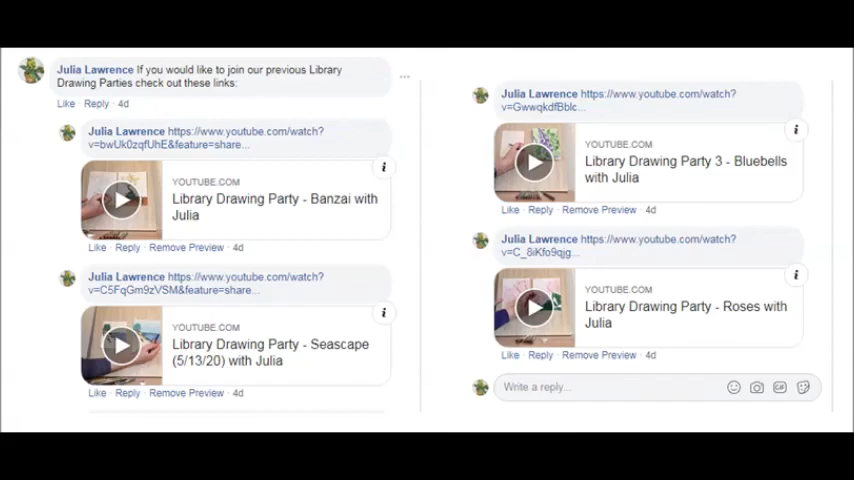 Julia Lawrence If you would like to join our previous Library
Drawing Parties check out these links:
Like · Reply · 4d
Julia Lawrence https://www.youtube.com/watch?
v=bwUk0zqfUhE&feature=share...
YOUTUBE.COM
Library Drawing Party - Banzai with
Julia
Like · Reply · Remove Preview · 4d
Julia Lawrence https://www.youtube.com/watch?
v=C5FqGm9zVSM&feature=share...
YOUTUBE.COM
Library Drawing Party - Seascape
(5/13/20) with Julia
Like · Reply · Remove Preview · 4d
Julia Lawrence https://www.youtube.com/watch?
v=GwwqkdfBblc...
YOUTUBE.COM
Library Drawing Party 3 - Bluebells
with Julia
Like · Reply · Remove Preview · 4d
Julia Lawrence https://www.youtube.com/watch?
v=C_8iKfo9qjg...
YOUTUBE.COM
Library Drawing Party - Roses with
Julia
Like · Reply · Remove Preview · 4d
Write a reply...
GIF